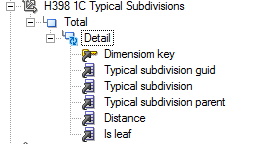 H398 1C Typical Subdivisions
Total
Detail
Dimensiom key
Typical subdivision guid
Typical subdivision
Typical subdivision parent
Distance
Is leaf